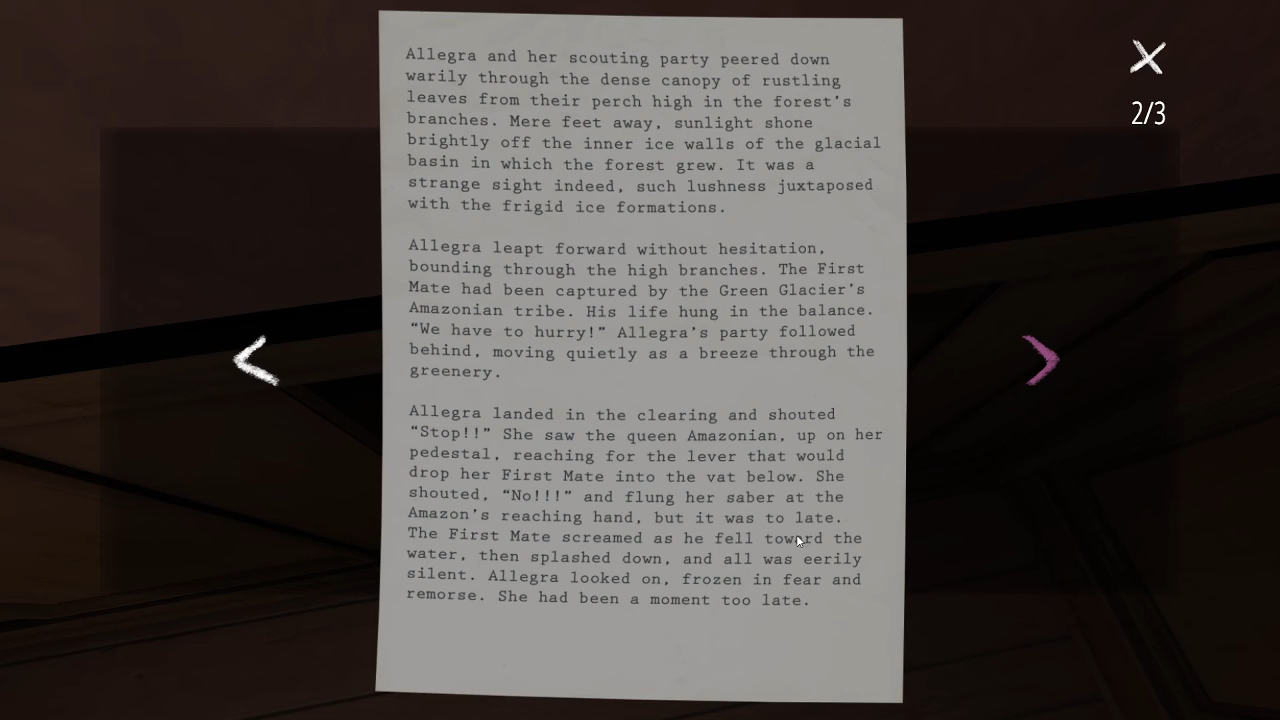 Allegra and her scouting party peered down
warily through the dense canopy of rustling
leaves from their perch high in the forest's
branches. Mere feet away, sunlight shone
brightly off the inner ice walls of the glacial
basin in which the forest grew. It was a
strange sight indeed, such lushness juxtaposed
with the frigid ice formations.
Allegra leapt forward without hesitation,
bounding through the high branches. The First
Mate had been captured by the Green Glacier's
Amazonian tribe. His life hung in the balance.
“We have to hurry!” Allegra's party followed
behind, moving quietly as a breeze through the
greenery.
Allegra landed in the clearing and shouted
“Stop!!” She saw the queen Amazonian, up on her
pedestal, reaching for the lever that would
drop her First Mate into the vat below. She
shouted, “No!!!” and flung her saber at the
Amazon's reaching hand, but it was to late.
The First Mate screamed as he fell toward the
water, then splashed down, and all was eerily
silent. Allegra looked on, frozen in fear and
remorse. She had been a moment too late.
2/3